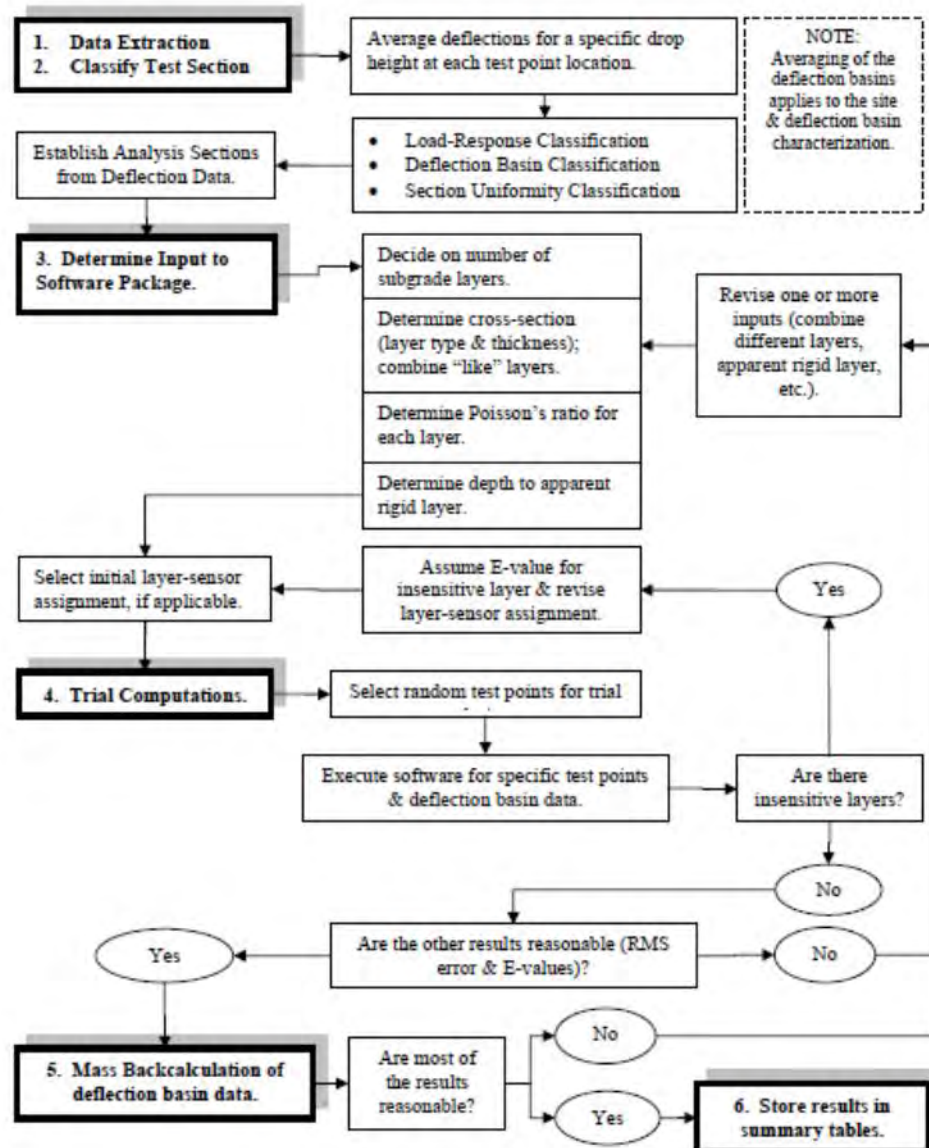 1. Data Extraction
2. Classify Test Section
Average deflections for a specific drop
height at each test point location.
NOTE:
Averaging of the
deflection basins
applies to the site
& deflection basin
characterization.
• Load-Response Classification
• Deflection Basin Classification
• Section Uniformity Classification
Establish Analysis Sections
from Deflection Data.
3. Determine Input to
Software Package.
Decide on number of
subgrade layers.
Determine cross-section
(layer type & thickness);
combine “like” layers.
Determine Poisson’s ratio for
each layer.
Determine depth to apparent
rigid layer.
Revise one or more
inputs (combine
different layers,
apparent rigid layer,
etc.).
Select initial layer-sensor
assignment, if applicable.
Assume E-value for
insensitive layer & revise
layer-sensor assignment.
Yes
4. Trial Computations.
Select random test points for trial
Execute software for specific test points
& deflection basin data.
Are there
insensitive layers?
No
Yes
Are the other results reasonable (RMS
error & E-values)?
No
5. Mass Backcalculation of
deflection basin data.
Are most of
the results
reasonable?
No
Yes
6. Store results in
summary tables.